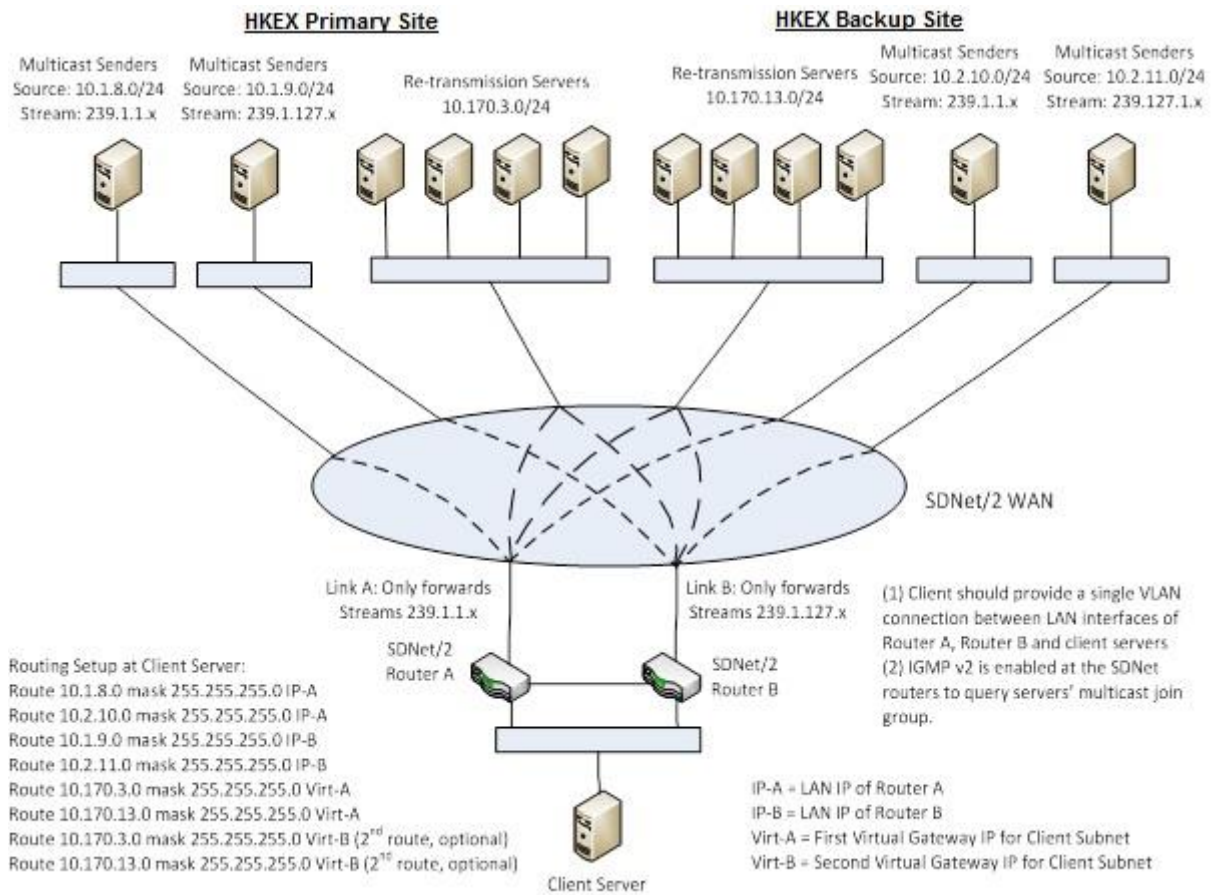 HKEX Primary Site
HKEX Backup Site
Multicast Senders
Source: 10.1.8.0/24
Stream: 239.1.1.x
Multicast Senders
Source: 10.1.9.0/24
Stream: 239.1.127.x
Re-transmission Servers
10.170.3.0/24
Re-transmission Servers
10.170.13.0/24
Multicast Senders
Source: 10.2.10.0/24
Stream: 239.1.1.x
Multicast Senders
Source: 10.2.11.0/24
Stream: 239.127.1.x
SDNet/2 WAN
Link A: Only forwards
Streams 239.1.1.x
Link B: Only forwards
Streams 239.1.127.x
(1) Client should provide a single VLAN
connection between LAN interfaces of
Router A, Router B and client servers
(2) IGMP v2 is enabled at the SDNet
routers to query servers' multicast join
group.
SDNet/2
Router A
SDNet/2
Router B
Routing Setup at Client Server:
Route 10.1.8.0 mask 255.255.255.0 IP-A
Route 10.2.10.0 mask 255.255.255.0 IP-A
Route 10.1.9.0 mask 255.255.255.0 IP-B
Route 10.2.11.0 mask 255.255.255.0 IP-B
Route 10.170.3.0 mask 255.255.255.0 Virt-A
Route 10.170.13.0 mask 255.255.255.0 Virt-A
Route 10.170.3.0 mask 255.255.255.0 Virt-B (2nd route, optional)
Route 10.170.13.0 mask 255.255.255.0 Virt-B (2nd route, optional)
IP-A = LAN IP of Router A
IP-B = LAN IP of Router B
Virt-A = First Virtual Gateway IP for Client Subnet
Virt-B = Second Virtual Gateway IP for Client Subnet
Client Server